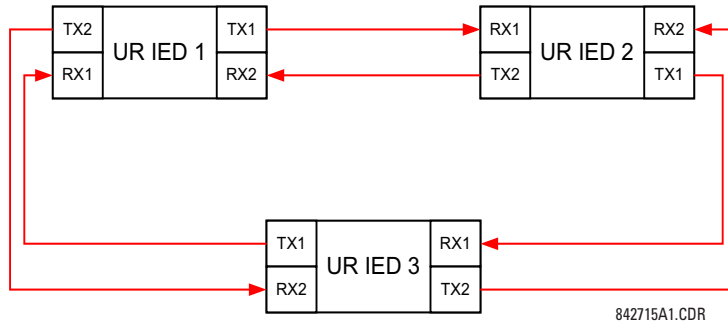 TX2 TX1 RX1 RX2
UR IED 1 UR IED 2
RX1 RX2 TX2 TX1
TX1 RX1
UR IED 3
RX2 TX2
842715A1.CDR